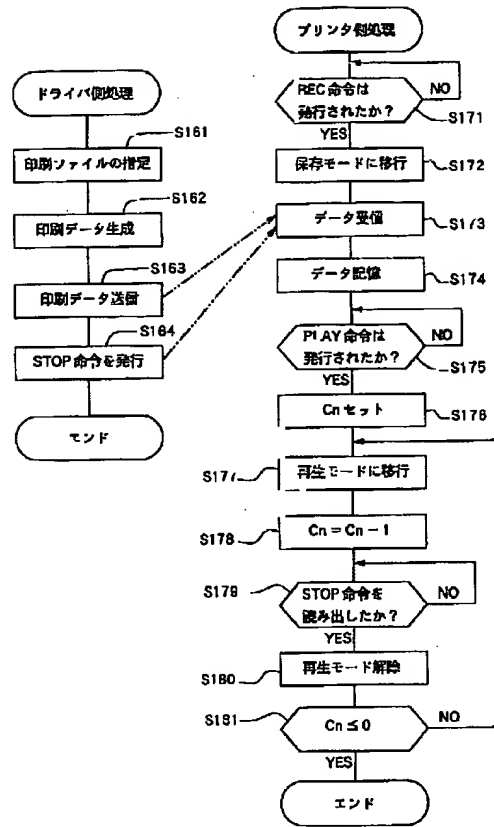 ドライバ側処理
S161
印刷ファイルの指定
S162
印刷データ生成
S163
印刷データ送信
S164
STOP命令を発行
エンド
プリンタ側処理
REC命令は
発行されたか?
NO
S171
YES
保存モードに移行
S172
データ受信
S173
データ記憶
S174
PLAY命令は
発行されたか?
NO
S175
YES
Cnセット
S176
S177
再生モードに移行
S178
Cn=Cn-1
S179
STOP命令を
読み出したか?
NO
YES
S180
再生モード解除
S181
Cn≤0
NO
YES
エンド